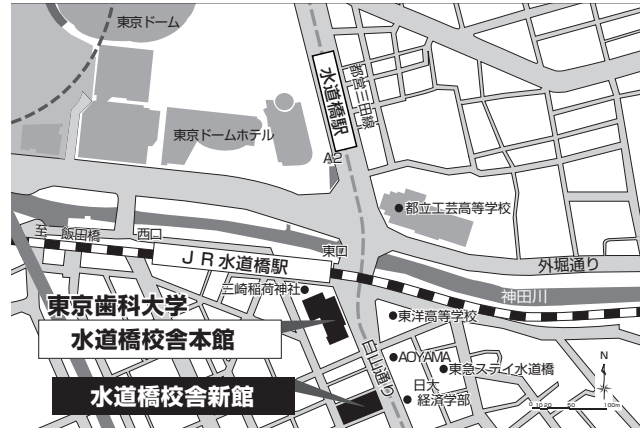 東京ドーム
水道橋駅
都営三田線
東京ドームホテル
A2
都立工芸高等学校
至 飯田橋
西口
東口
外堀通り
JR水道橋駅
神田川
三崎稲荷神社
東京歯科大学
水道橋校舎本館
東洋高等学校
白山通り
AOYAMA
東急ステイ水道橋
水道橋校舎新館
日大
経済学部
N
0 10 20 50 100m